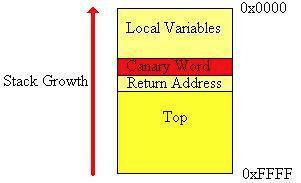 0x0000
Local Variables
Canary Word
Stack Growth
Return Address
Top
0xFFFF